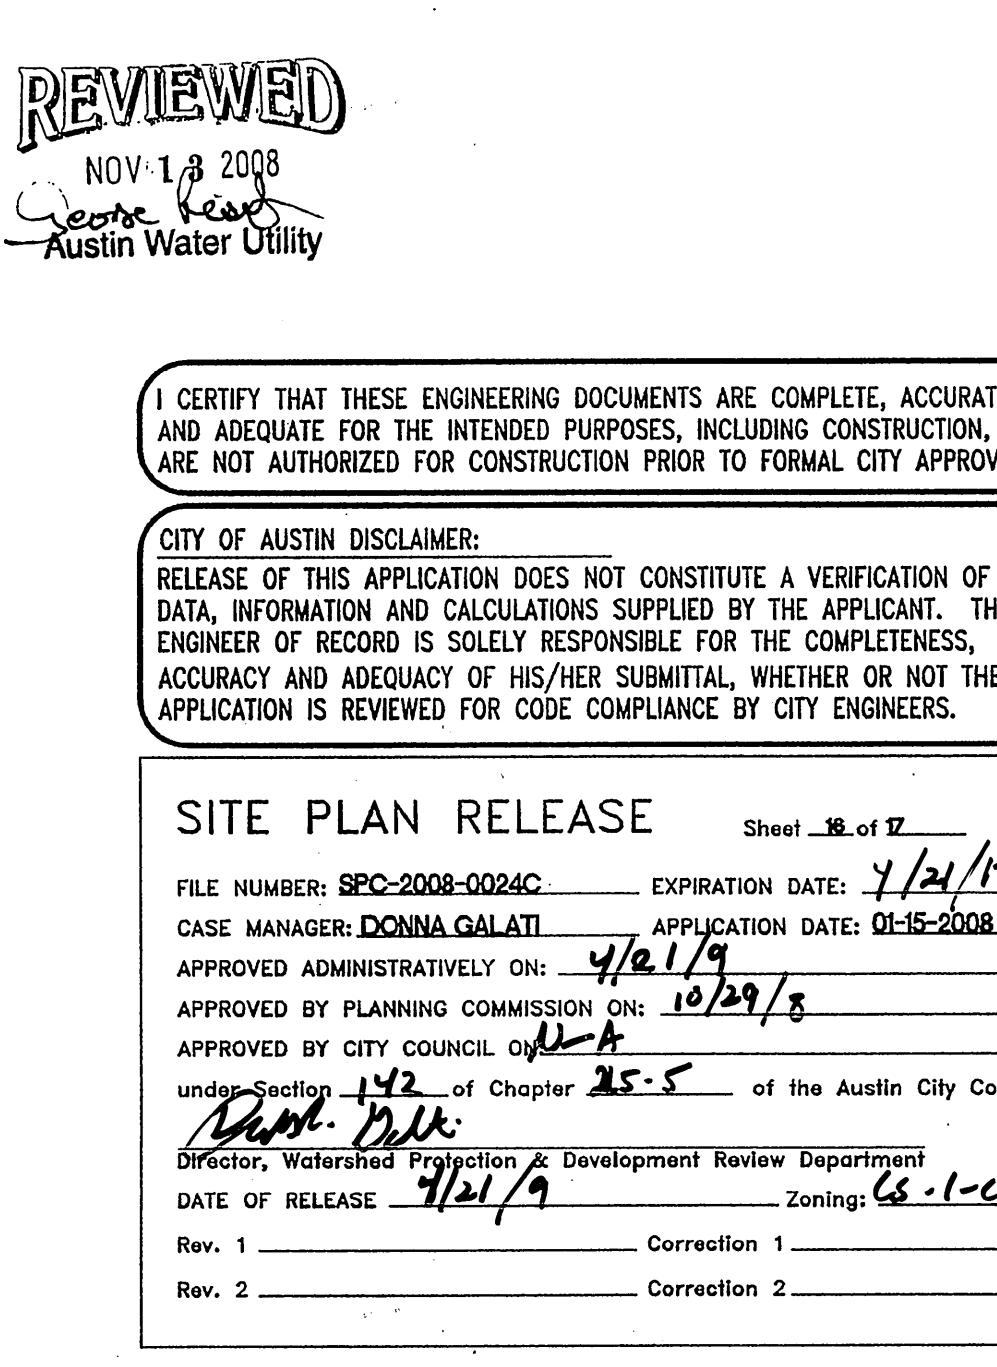 REVIEWED
NOV 13 2008
George
Austin Water Utility
I CERTIFY THAT THESE ENGINEERING DOCUMENTS ARE COMPLETE, ACCURAT
AND ADEQUATE FOR THE INTENDED PURPOSES, INCLUDING CONSTRUCTION,
ARE NOT AUTHORIZED FOR CONSTRUCTION PRIOR TO FORMAL CITY APPROV
CITY OF AUSTIN DISCLAIMER:
RELEASE OF THIS APPLICATION DOES NOT CONSTITUTE A VERIFICATION OF
DATA, INFORMATION AND CALCULATIONS SUPPLIED BY THE APPLICANT. TH
ENGINEER OF RECORD IS SOLELY RESPONSIBLE FOR THE COMPLETENESS,
ACCURACY AND ADEQUACY OF HIS/HER SUBMITTAL, WHETHER OR NOT THE
APPLICATION IS REVIEWED FOR CODE COMPLIANCE BY CITY ENGINEERS.
SITE PLAN RELEASE Sheet 16 of 17
FILE NUMBER: SPC-2008-0024C EXPIRATION DATE: 4/21/1
CASE MANAGER: DONNA GALATI APPLICATION DATE: 01-15-2008
APPROVED ADMINISTRATIVELY ON: 4/21/9
APPROVED BY PLANNING COMMISSION ON: 10/29/8
APPROVED BY CITY COUNCIL ON N-A
under Section 142 of Chapter 25-5 of the Austin City Co
Director, Watershed Protection & Development Review Department
DATE OF RELEASE 4/21/9 Zoning: CS-1-C
Rev. 1 Correction 1
Rev. 2 Correction 2